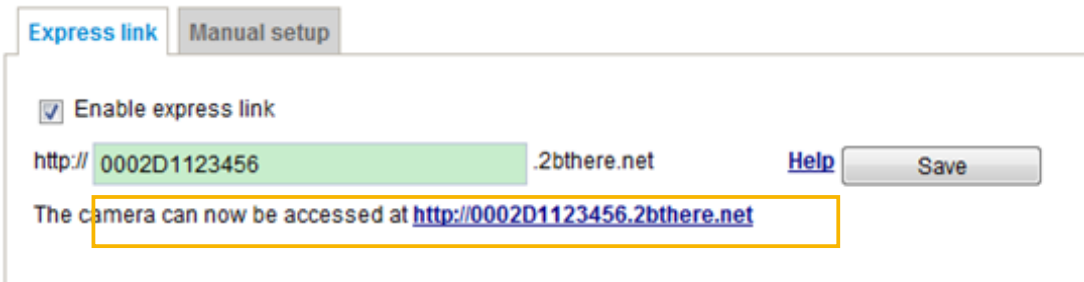 Express link Manual setup
Enable express link
http:// 0002D1123456 .2bthere.net Help Save
The camera can now be accessed at http://0002D1123456.2bthere.net